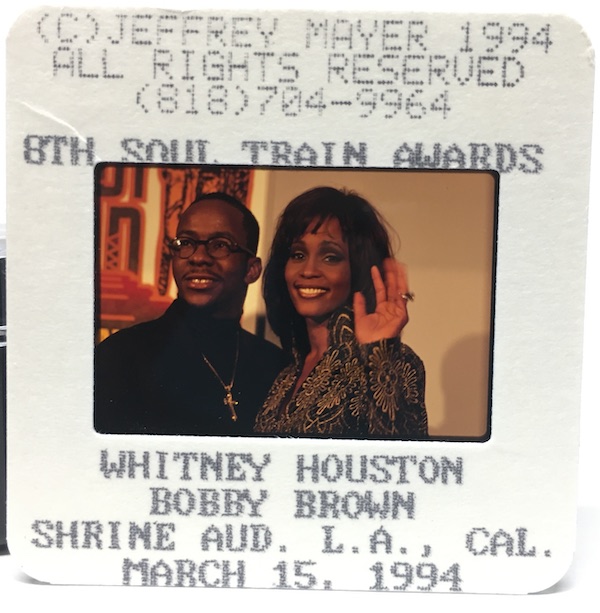 (C)JEFFREY MAYER 1994
ALL RIGHTS RESERVED
(818)704-9964
8TH SOUL TRAIN AWARDS
WHITNEY HOUSTON
BOBBY BROWN
SHRINE AUD. L.A., CAL.
MARCH 15, 1994